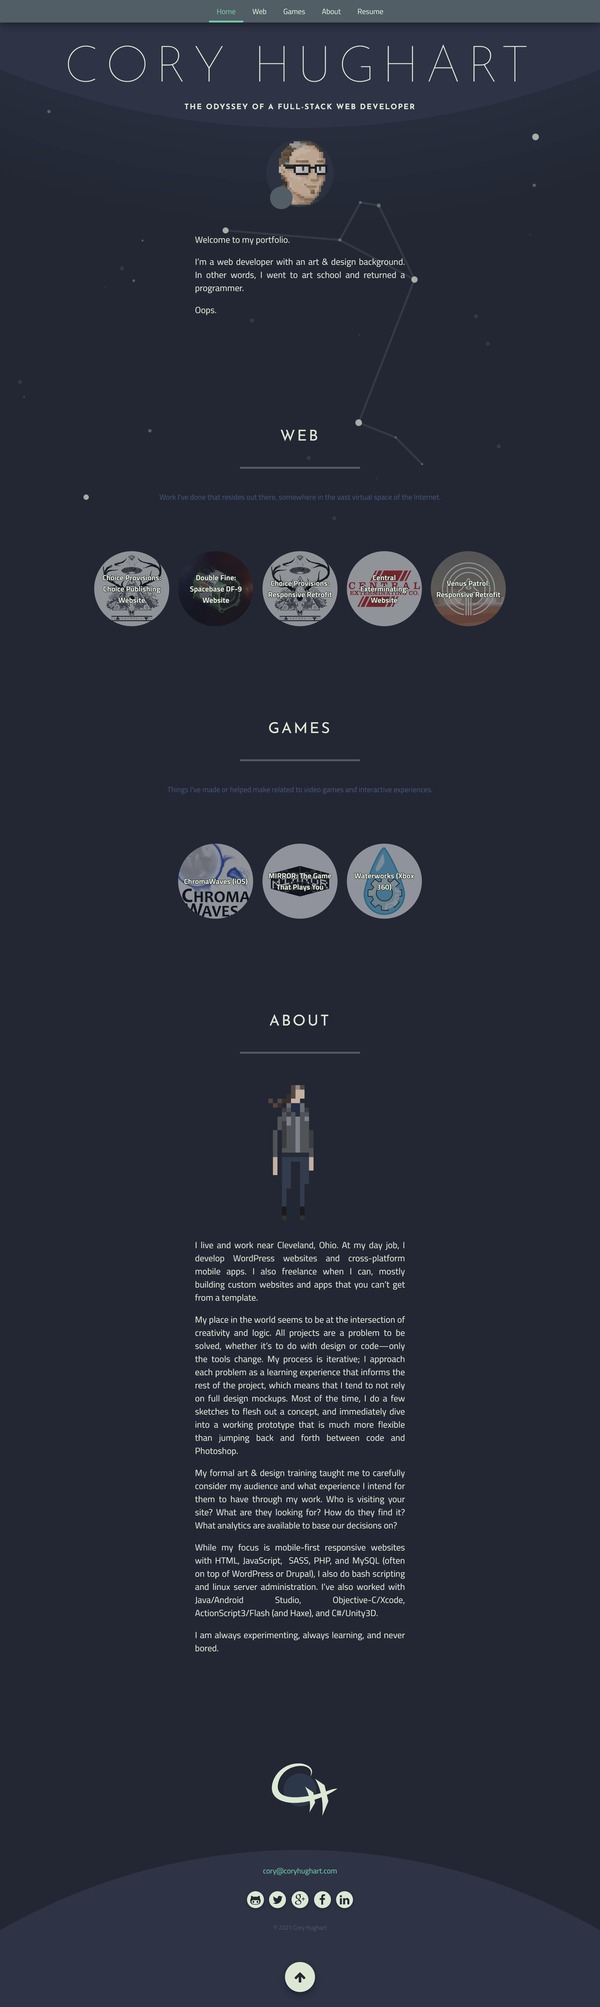 Home Web Games About Resume
CORY HUGHART
THE ODYSSEY OF A FULL-STACK WEB DEVELOPER
Welcome to my portfolio.
I'm a web developer with an art & design background.
In other words, I went to art school and returned a
programmer.
Oops.
WEB
Work I've done that resides out there, somewhere in the vast virtual space of the Internet.
Choice Provisions:
Choice Publishing
Website
Double Fine:
Spacebase DF-9
Website
Choice Provisions:
Responsive Retrofit
Central
Exterminating
Website
Venus Patrol:
Responsive Retrofit
GAMES
Things I've made or helped make related to video games and interactive experiences.
ChromaWaves (iOS)
CHROMA
WAVES
MIRROR: The Game
That Plays You
Waterworks (Xbox
360)
ABOUT
I live and work near Cleveland, Ohio. At my day job, I
develop WordPress websites and cross-platform
mobile apps. I also freelance when I can, mostly
building custom websites and apps that you can't get
from a template.
My place in the world seems to be at the intersection of
creativity and logic. All projects are a problem to be
solved, whether it's to do with design or code—only
the tools change. My process is iterative; I approach
each problem as a learning experience that informs the
rest of the project, which means that I tend to not rely
on full design mockups. Most of the time, I do a few
sketches to flesh out a concept, and immediately dive
into a working prototype that is much more flexible
than jumping back and forth between code and
Photoshop.
My formal art & design training taught me to carefully
consider my audience and what experience I intend for
them to have through my work. Who is visiting your
site? What are they looking for? How do they find it?
What analytics are available to base our decisions on?
While my focus is mobile-first responsive websites
with HTML, JavaScript, SASS, PHP, and MySQL (often
on top of WordPress or Drupal), I also do bash scripting
and linux server administration. I've also worked with
Java/Android Studio, Objective-C/Xcode,
ActionScript3/Flash (and Haxe), and C#/Unity3D.
I am always experimenting, always learning, and never
bored.
cory@coryhughart.com
© 2021 Cory Hughart